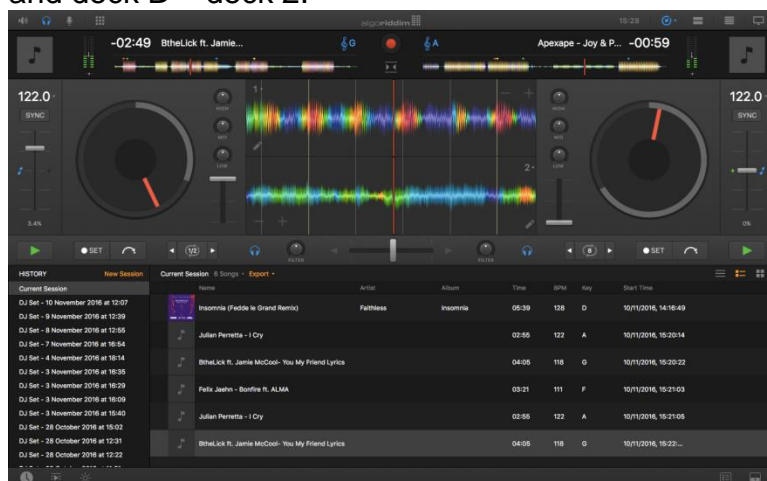 and deck B – deck 2.
algoriddim
15:28
-02:49 BtheLick ft. Jamie... G A Apexape - Joy & P... -00:59
122.0 HIGH 1 HIGH 122.0
SYNC MID MID SYNC
LOW LOW
2
3.4% 0%
SET 1/2 FILTER FILTER 8 SET
HISTORY New Session Current Session 6 Songs Export
Current Session Name Artist Album Time BPM Key Start Time
DJ Set - 10 November 2016 at 12:07
DJ Set - 9 November 2016 at 12:39
Insomnia (Fedde le Grand Remix) Faithless Insomnia 05:39 128 D 10/11/2016, 14:16:49
DJ Set - 8 November 2016 at 12:55
DJ Set - 7 November 2016 at 16:54
Julian Perretta - I Cry 02:55 122 A 10/11/2016, 15:20:14
DJ Set - 4 November 2016 at 18:14
DJ Set - 3 November 2016 at 16:35
BtheLick ft. Jamie McCool- You My Friend Lyrics 04:05 118 G 10/11/2016, 15:20:22
DJ Set - 3 November 2016 at 16:29
DJ Set - 3 November 2016 at 16:09
Felix Jaehn - Bonfire ft. ALMA 03:21 111 F 10/11/2016, 15:21:03
DJ Set - 3 November 2016 at 15:40
DJ Set - 28 October 2016 at 15:02
Julian Perretta - I Cry 02:55 122 A 10/11/2016, 15:21:05
DJ Set - 28 October 2016 at 12:31
DJ Set - 28 October 2016 at 12:22
BtheLick ft. Jamie McCool- You My Friend Lyrics 04:05 118 G 10/11/2016, 15:22:...